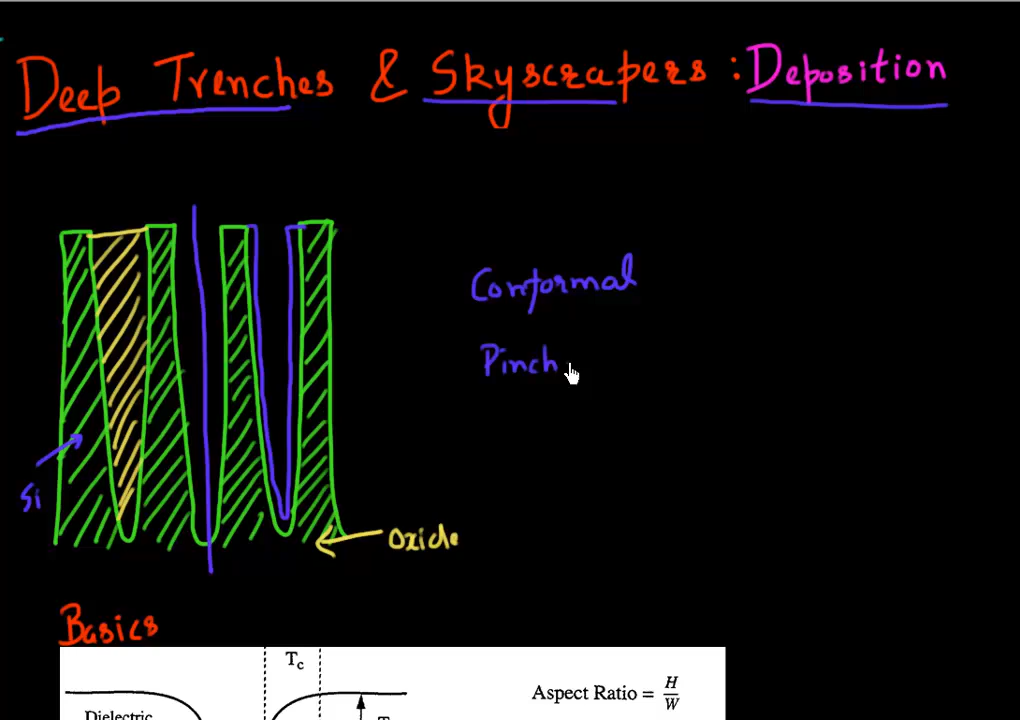 Deep Trenches & Skyscrapers : Deposition
Conformal
Pinch
Si
Oxide
Basics
Tc
Aspect Ratio = H/W
Dielectric
T